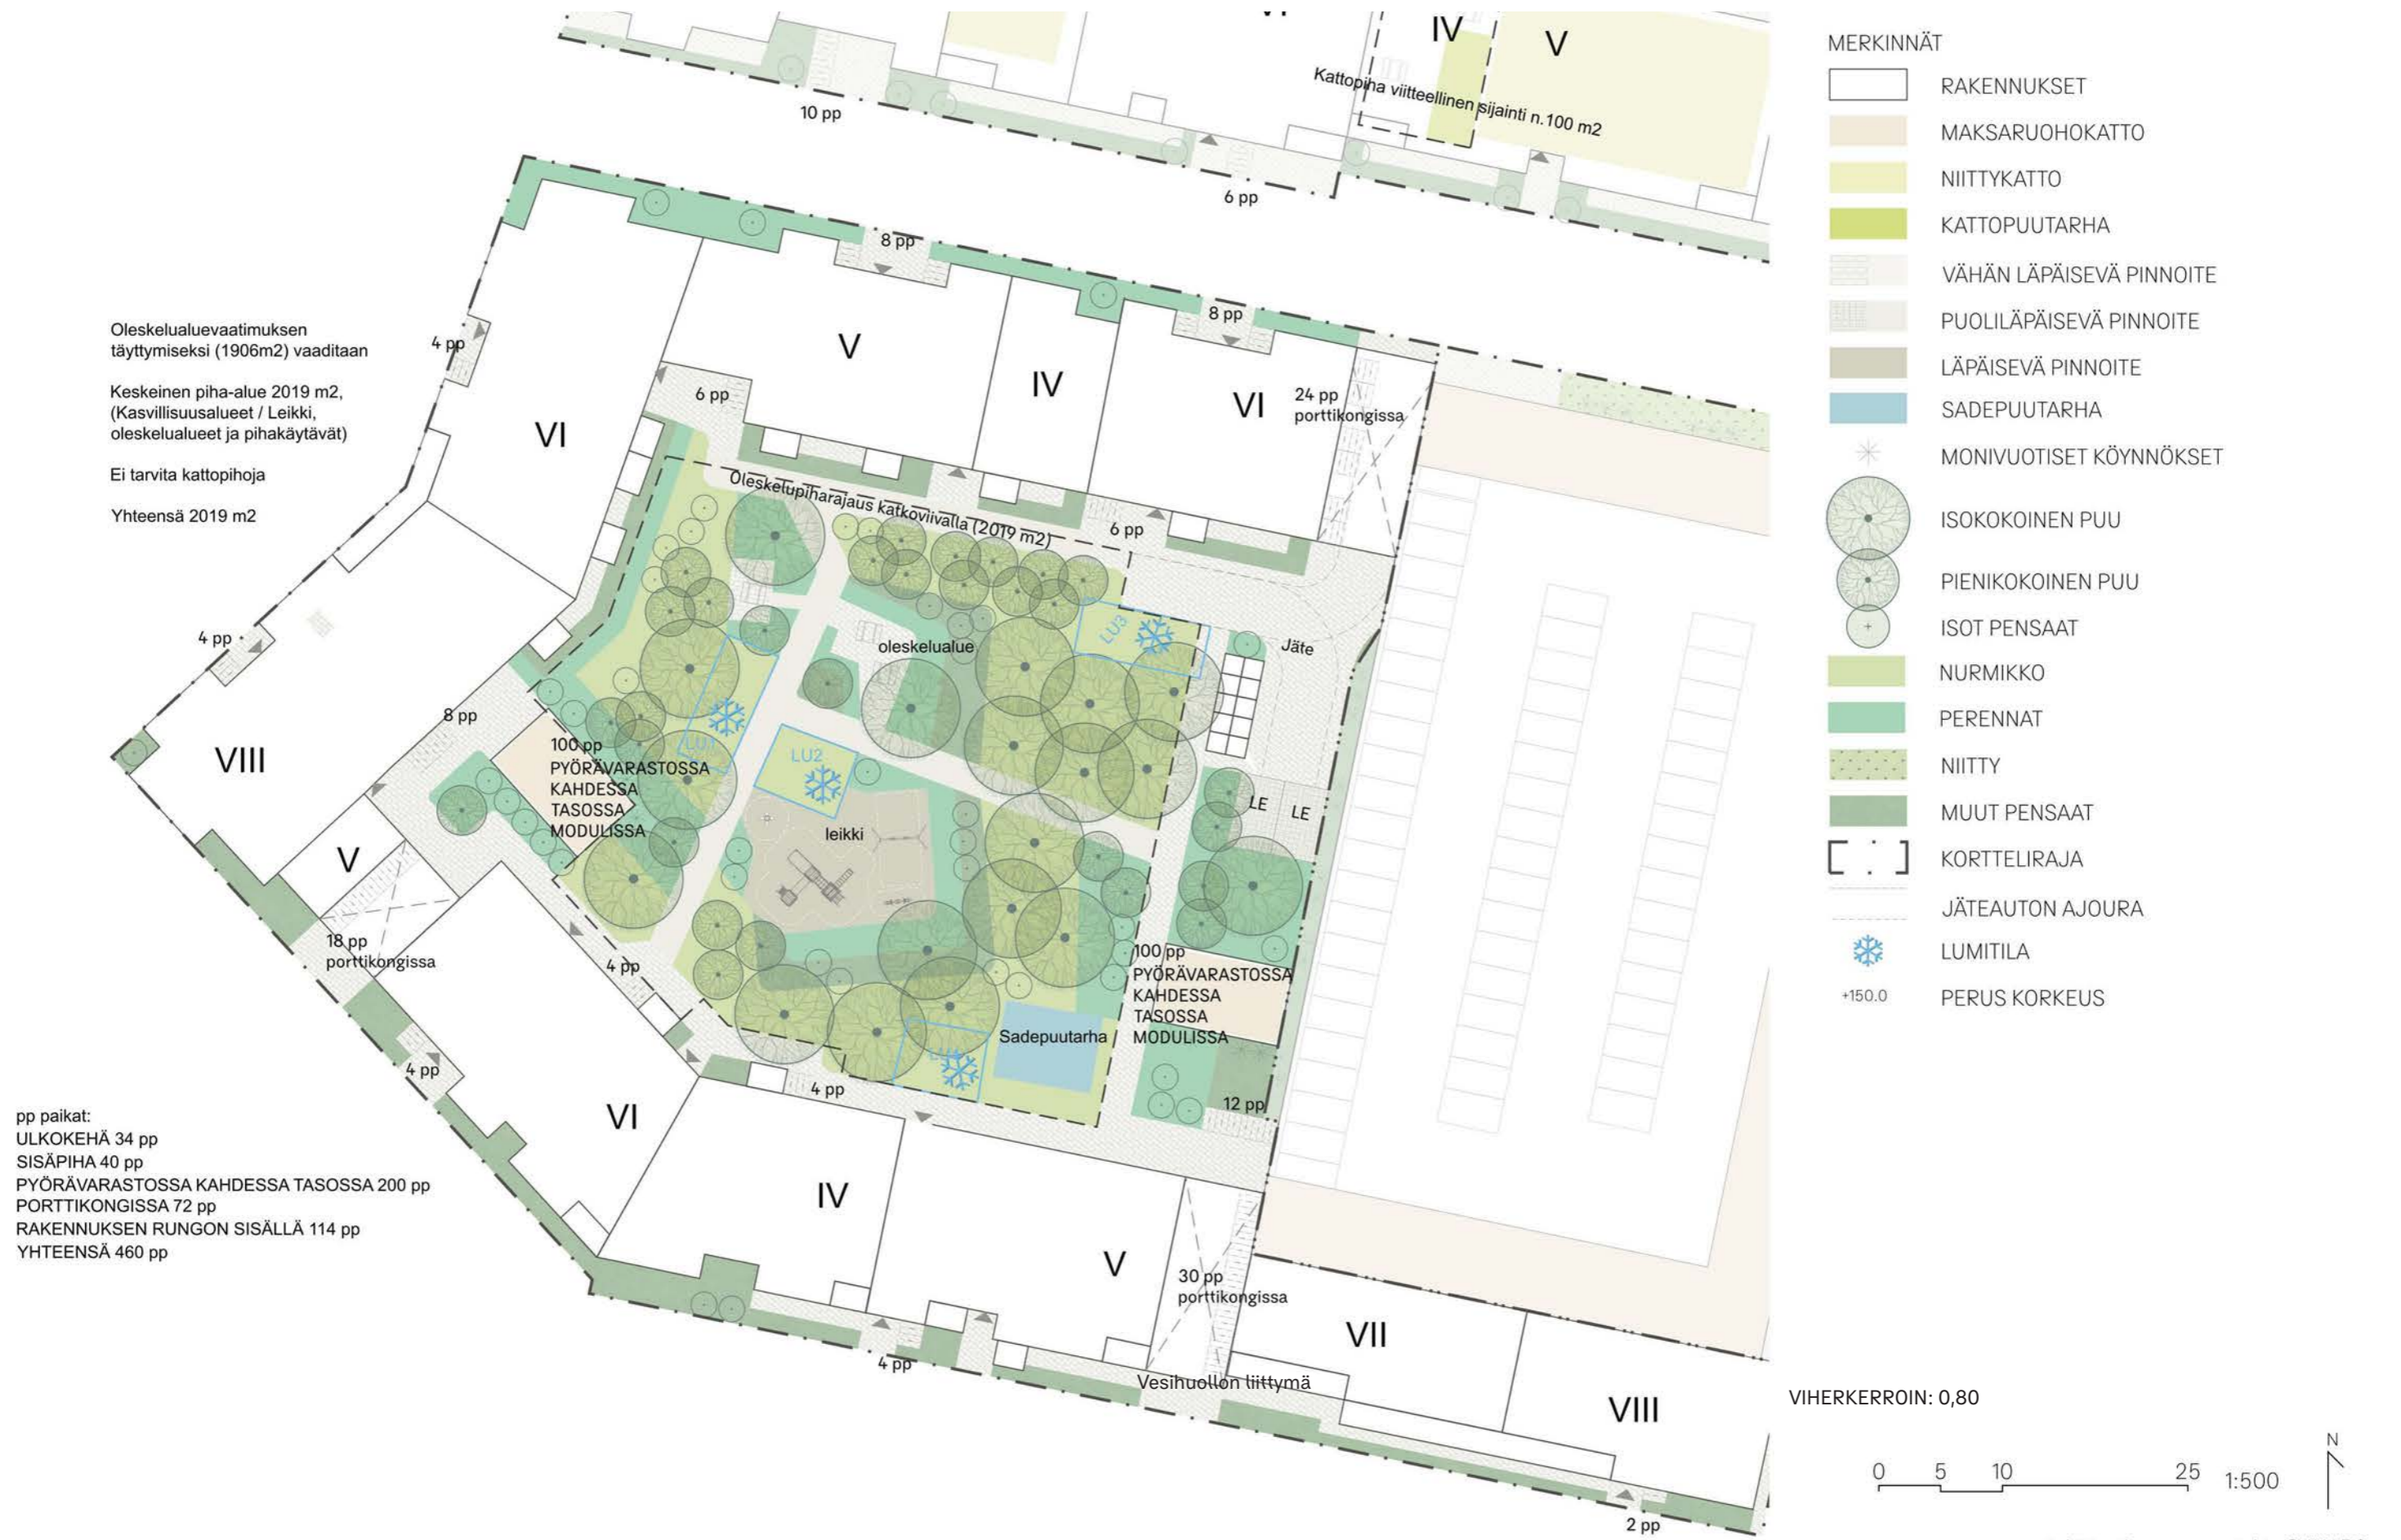 IV
V
Kattopiha viitteellinen sijainti n.100 m2
10 pp
6 pp
8 pp
8 pp
Oleskelualuevaatimuksen
täyttymiseksi (1906m2) vaaditaan
Keskeinen piha-alue 2019 m2,
(Kasvillisuusalueet / Leikki,
oleskelualueet ja pihakäytävät)
Ei tarvita kattopihoja
Yhteensä 2019 m2
4 pp
V
IV
VI
VI
6 pp
24 pp
porttikongissa
Oleskelupiharajaus katkoviivalla (2019 m2)
6 pp
4 pp
oleskelualue
LU3
Jäte
8 pp
VIII
LU1
LU2
100 pp
PYÖRÄVARASTOSSA
KAHDESSA
TASOSSA
MODULISSA
leikki
LE
LE
V
18 pp
porttikongissa
4 pp
100 pp
PYÖRÄVARASTOSSA
KAHDESSA
TASOSSA
MODULISSA
Sadepuutarha
4 pp
4 pp
12 pp
VI
IV
V
30 pp
porttikongissa
VII
VIII
4 pp
Vesihuollon liittymä
2 pp
pp paikat:
ULKOKEHÄ 34 pp
SISÄPIHA 40 pp
PYÖRÄVARASTOSSA KAHDESSA TASOSSA 200 pp
PORTTIKONGISSA 72 pp
RAKENNUKSEN RUNGON SISÄLLÄ 114 pp
YHTEENSÄ 460 pp
MERKINNÄT
RAKENNUKSET
MAKSARUOHOKATTO
NIITTYKATTO
KATTOPUUTARHA
VÄHÄN LÄPÄISEVÄ PINNOITE
PUOLILÄPÄISEVÄ PINNOITE
LÄPÄISEVÄ PINNOITE
SADEPUUTARHA
MONIVUOTISET KÖYNNÖKSET
ISOKOKOINEN PUU
PIENIKOKOINEN PUU
ISOT PENSAAT
NURMIKKO
PERENNAT
NIITTY
MUUT PENSAAT
KORTTELIRAJA
JÄTEAUTON AJOURA
LUMITILA
+150.0 PERUS KORKEUS
VIHERKERROIN: 0,80
0 5 10 25 1:500
N